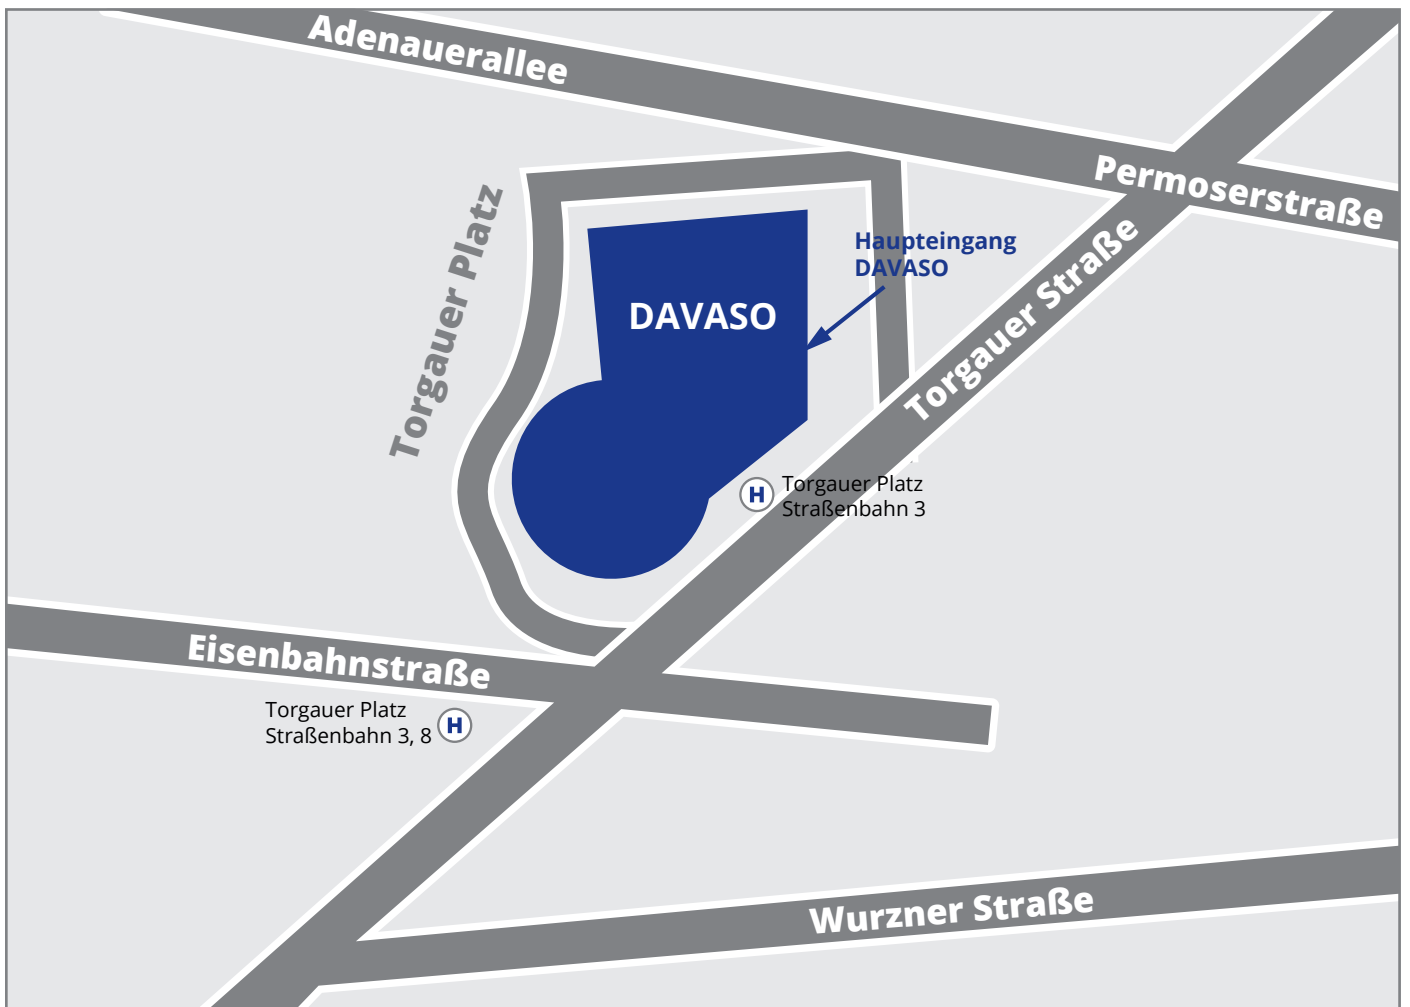 Adenauerallee
Permoserstraße
Torgauer Platz
Haupteingang
DAVASO
DAVASO
Torgauer Straße
H
Torgauer Platz
Straßenbahn 3
Eisenbahnstraße
Torgauer Platz
Straßenbahn 3, 8
H
Wurzner Straße